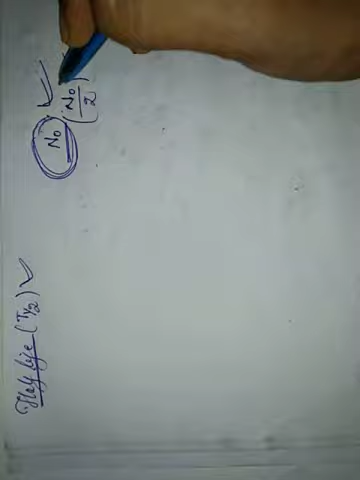 Half life (T1/2) ✓
N₀ ✓
(N₀/2)